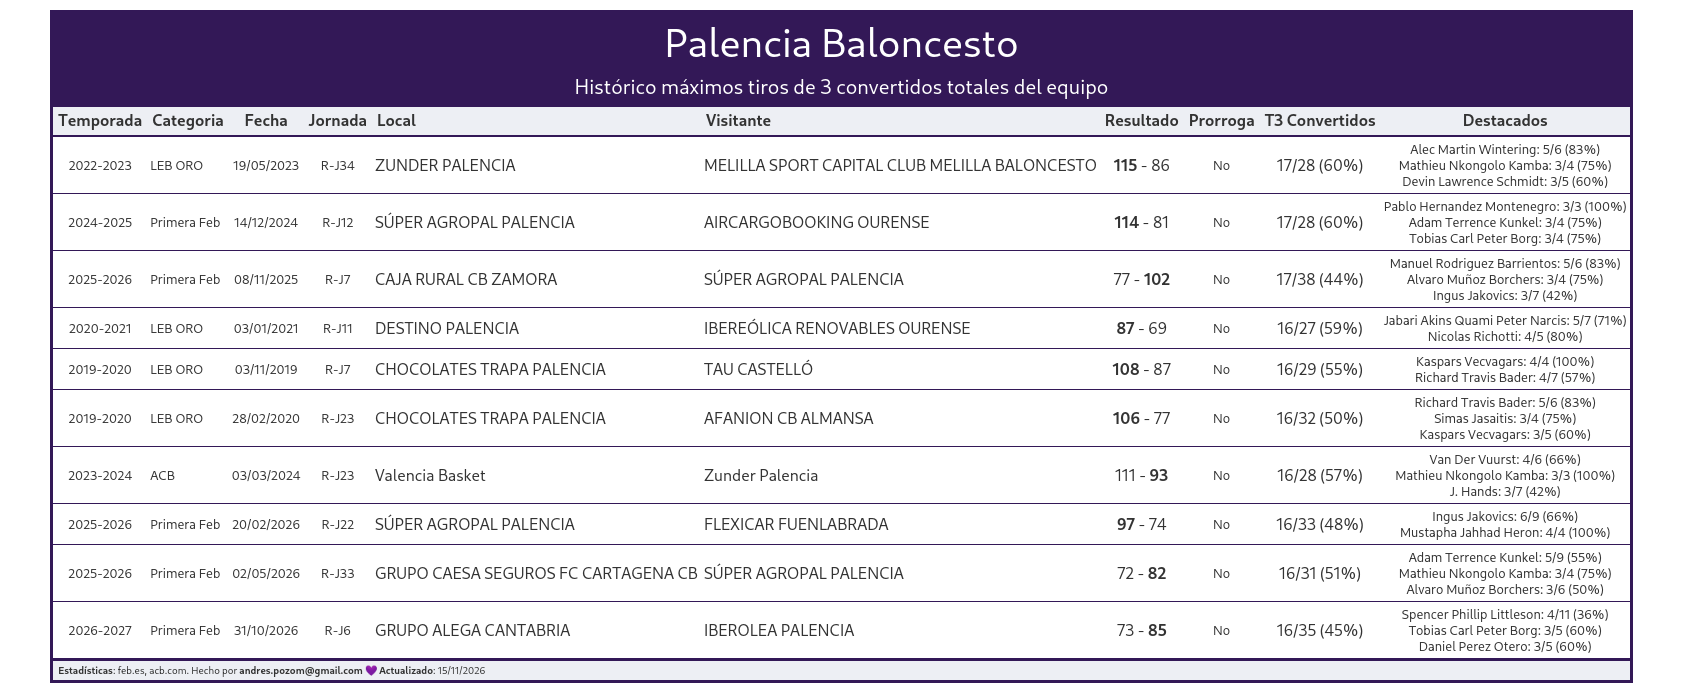 Palencia Baloncesto
Histórico máximos tiros de 3 convertidos totales del equipo
Temporada Categoria Fecha Jornada Local Visitante Resultado Prorroga T3 Convertidos Destacados
2022-2023 LEB ORO 19/05/2023 R-J34 ZUNDER PALENCIA MELILLA SPORT CAPITAL CLUB MELILLA BALONCESTO 115 - 86 No 17/28 (60%) Alec Martin Wintering: 5/6 (83%)
Mathieu Nkongolo Kamba: 3/4 (75%)
Devin Lawrence Schmidt: 3/5 (60%)
2024-2025 Primera Feb 14/12/2024 R-J12 SÚPER AGROPAL PALENCIA AIRCARGOBOOKING OURENSE 114 - 81 No 17/28 (60%) Pablo Hernandez Montenegro: 3/3 (100%)
Adam Terrence Kunkel: 3/4 (75%)
Tobias Carl Peter Borg: 3/4 (75%)
2025-2026 Primera Feb 08/11/2025 R-J7 CAJA RURAL CB ZAMORA SÚPER AGROPAL PALENCIA 77 - 102 No 17/38 (44%) Manuel Rodriguez Barrientos: 5/6 (83%)
Alvaro Muñoz Borchers: 3/4 (75%)
Ingus Jakovics: 3/7 (42%)
2020-2021 LEB ORO 03/01/2021 R-J11 DESTINO PALENCIA IBEREÓLICA RENOVABLES OURENSE 87 - 69 No 16/27 (59%) Jabari Akins Quami Peter Narcis: 5/7 (71%)
Nicolas Richotti: 4/5 (80%)
2019-2020 LEB ORO 03/11/2019 R-J7 CHOCOLATES TRAPA PALENCIA TAU CASTELLÓ 108 - 87 No 16/29 (55%) Kaspars Vecvagars: 4/4 (100%)
Richard Travis Bader: 4/7 (57%)
2019-2020 LEB ORO 28/02/2020 R-J23 CHOCOLATES TRAPA PALENCIA AFANION CB ALMANSA 106 - 77 No 16/32 (50%) Richard Travis Bader: 5/6 (83%)
Simas Jasaitis: 3/4 (75%)
Kaspars Vecvagars: 3/5 (60%)
2023-2024 ACB 03/03/2024 R-J23 Valencia Basket Zunder Palencia 111 - 93 No 16/28 (57%) Van Der Vuurst: 4/6 (66%)
Mathieu Nkongolo Kamba: 3/3 (100%)
J. Hands: 3/7 (42%)
2025-2026 Primera Feb 20/02/2026 R-J22 SÚPER AGROPAL PALENCIA FLEXICAR FUENLABRADA 97 - 74 No 16/33 (48%) Ingus Jakovics: 6/9 (66%)
Mustapha Jahhad Heron: 4/4 (100%)
2025-2026 Primera Feb 02/05/2026 R-J33 GRUPO CAESA SEGUROS FC CARTAGENA CB SÚPER AGROPAL PALENCIA 72 - 82 No 16/31 (51%) Adam Terrence Kunkel: 5/9 (55%)
Mathieu Nkongolo Kamba: 3/4 (75%)
Alvaro Muñoz Borchers: 3/6 (50%)
2026-2027 Primera Feb 31/10/2026 R-J6 GRUPO ALEGA CANTABRIA IBEROLEA PALENCIA 73 - 85 No 16/35 (45%) Spencer Phillip Littleson: 4/11 (36%)
Tobias Carl Peter Borg: 3/5 (60%)
Daniel Perez Otero: 3/5 (60%)
Estadísticas: feb.es, acb.com. Hecho por andres.pozom@gmail.com 💜 Actualizado: 15/11/2026